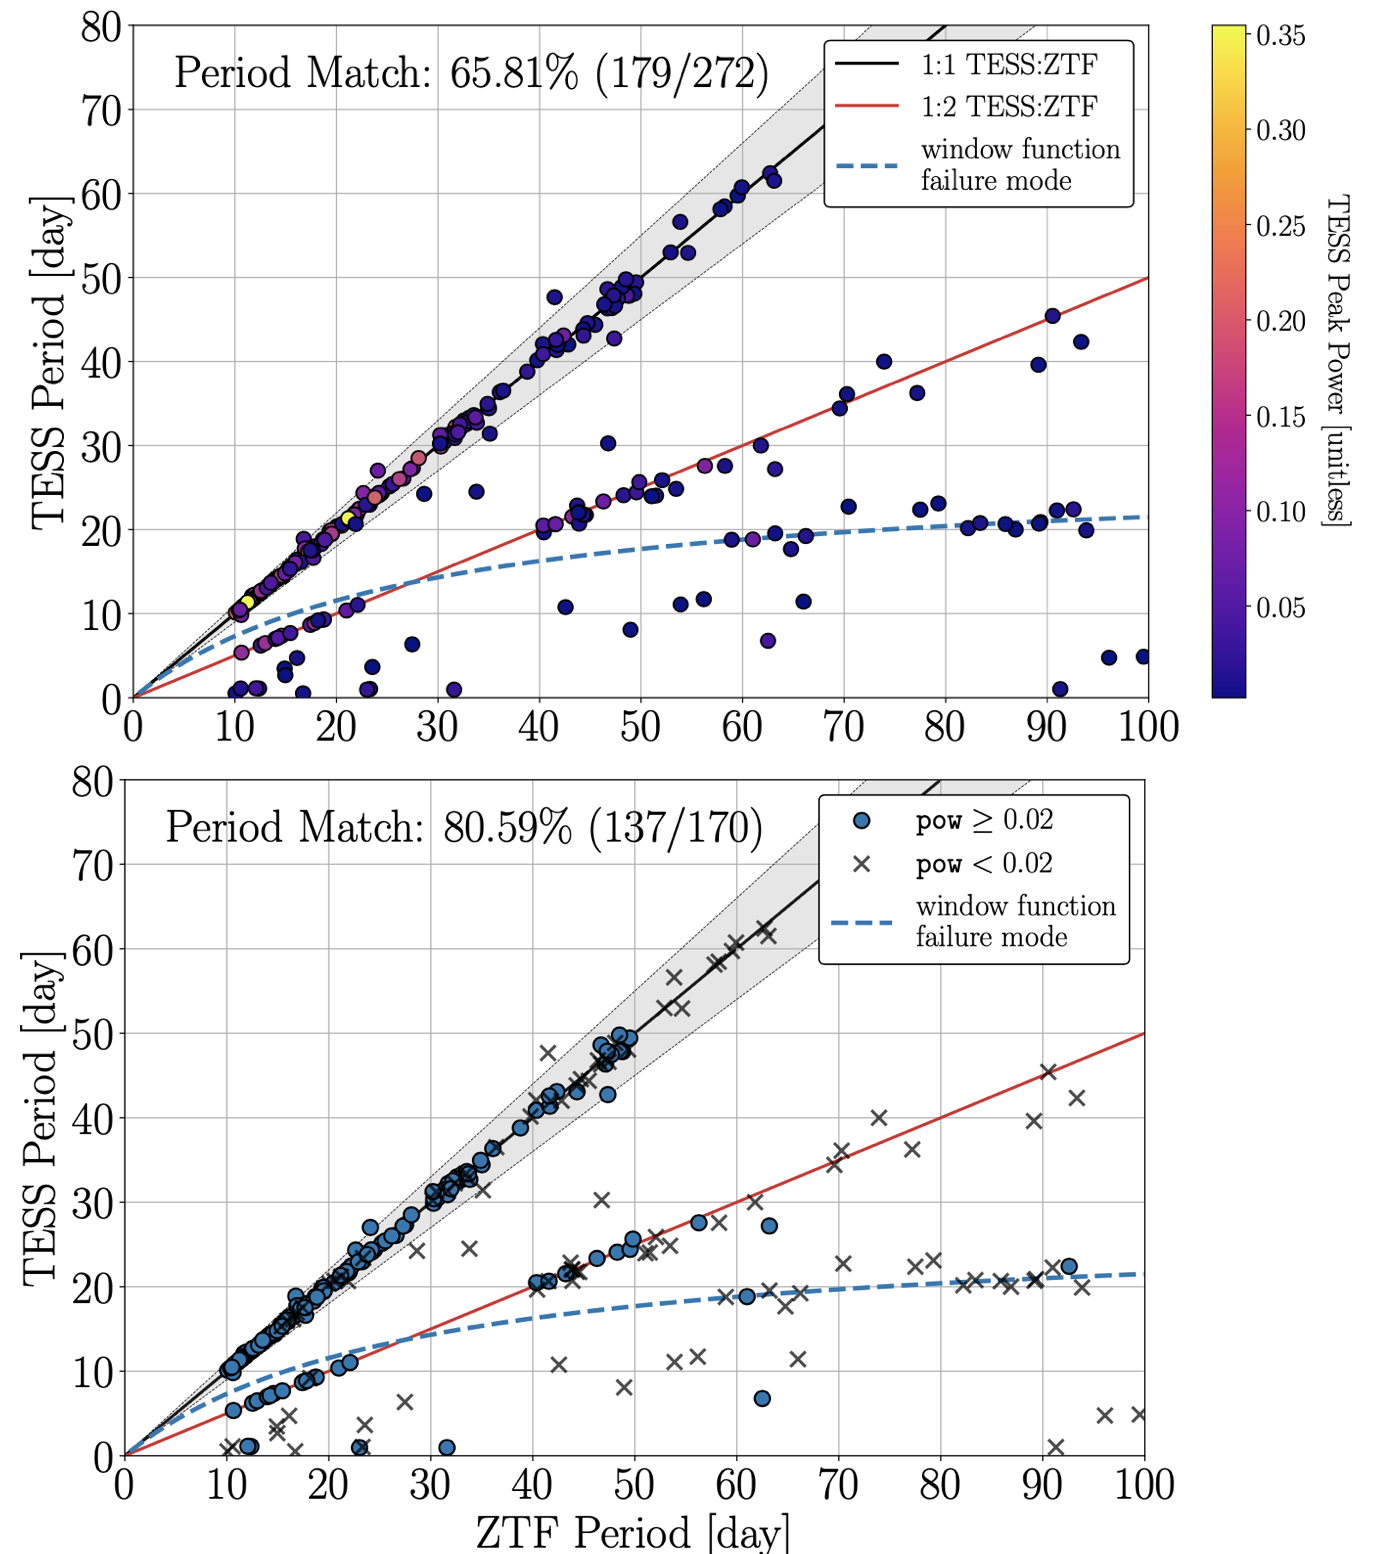 Period Match: 65.81% (179/272)
1:1 TESS:ZTF
1:2 TESS:ZTF
window function
failure mode
TESS Period [day]
80
70
60
50
40
30
20
10
0
0 10 20 30 40 50 60 70 80 90 100
0.35
0.30
0.25
0.20
0.15
0.10
0.05
TESS Peak Power [unitless]
Period Match: 80.59% (137/170)
pow ≥ 0.02
pow < 0.02
window function
failure mode
TESS Period [day]
80
70
60
50
40
30
20
10
0
0 10 20 30 40 50 60 70 80 90 100
ZTF Period [day]